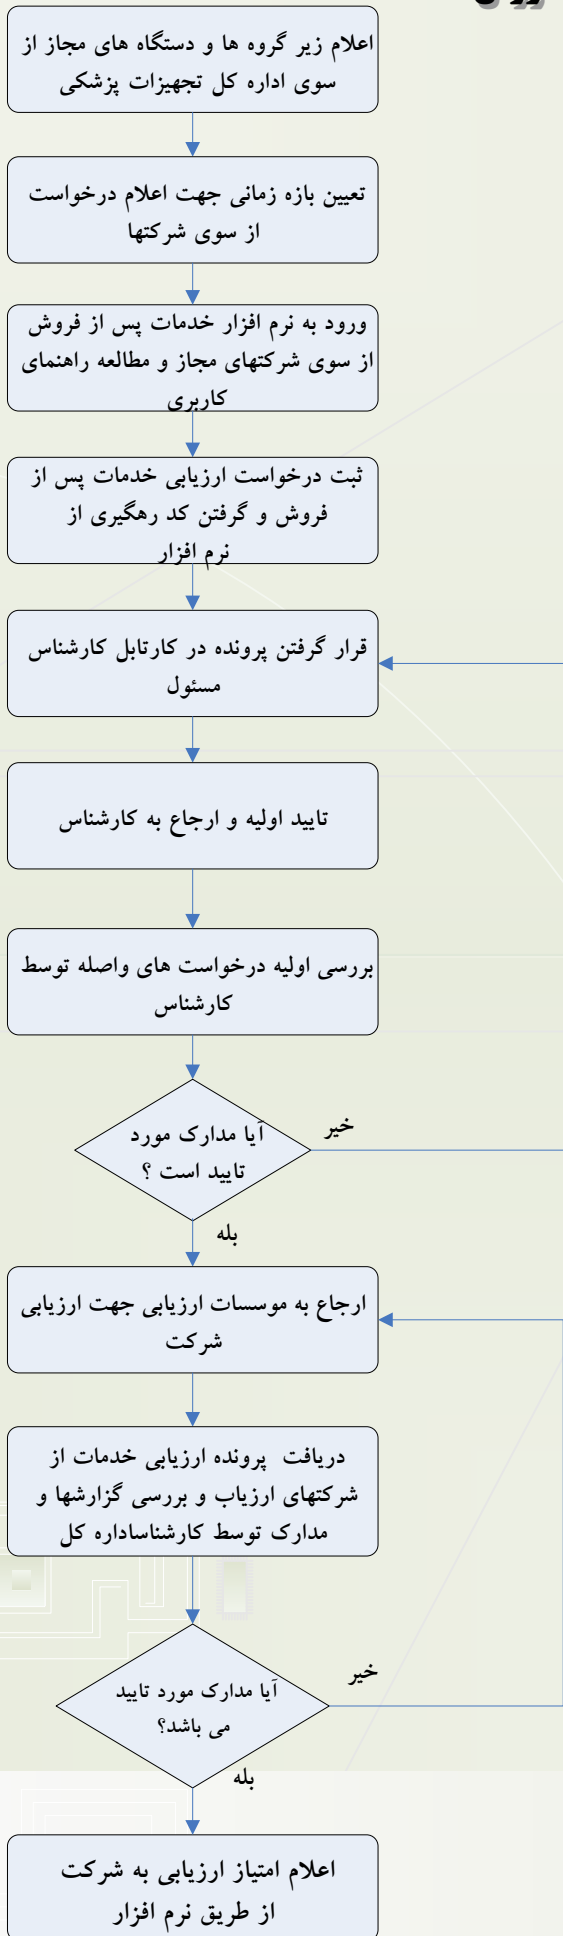 اعلام زیر گروه ها و دستگاه های مجاز از
سوی اداره کل تجهیزات پزشکی
تعیین بازه زمانی جهت اعلام درخواست
از سوی شرکتها
ورود به نرم افزار خدمات پس از فروش
از سوی شرکتهای مجاز و مطالعه راهنمای
کاربری
ثبت درخواست ارزیابی خدمات پس از
فروش و گرفتن کد رهگیری از
نرم افزار
قرار گرفتن پرونده در کارتابل کارشناس
مسئول
تایید اولیه و ارجاع به کارشناس
بررسی اولیه درخواست های واصله توسط
کارشناس
آیا مدارک مورد
تایید است ؟
خیر
بله
ارجاع به موسسات ارزیابی جهت ارزیابی
شرکت
دریافت پرونده ارزیابی خدمات از
شرکتهای ارزیاب و بررسی گزارشها و
مدارک توسط کارشناساداره کل
آیا مدارک مورد تایید
می باشد؟
خیر
بله
اعلام امتیاز ارزیابی به شرکت
از طریق نرم افزار